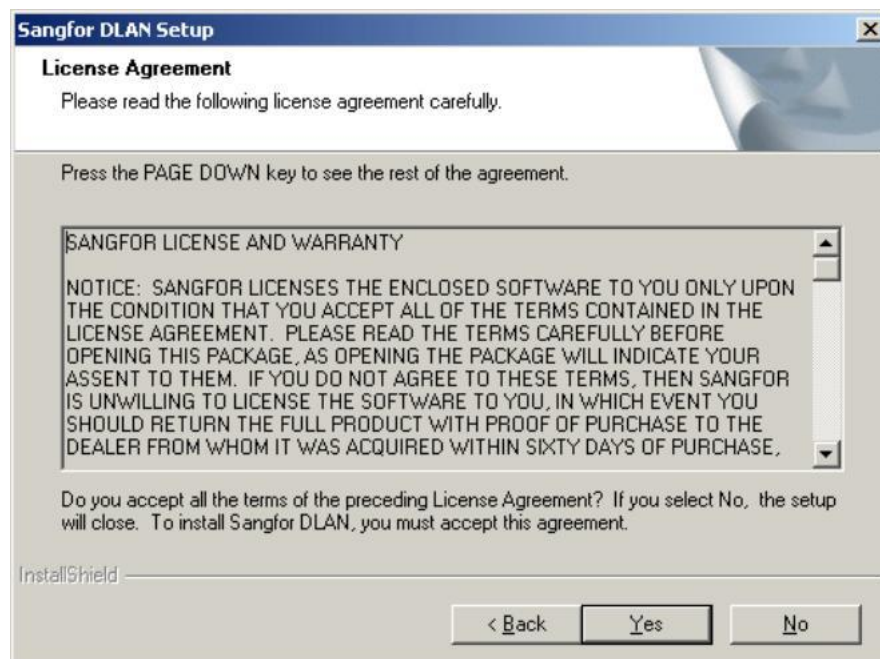 Sangfor DLAN Setup
License Agreement
Please read the following license agreement carefully.
Press the PAGE DOWN key to see the rest of the agreement.
SANGFOR LICENSE AND WARRANTY
NOTICE:  SANGFOR LICENSES THE ENCLOSED SOFTWARE TO YOU ONLY UPON
THE CONDITION THAT YOU ACCEPT ALL OF THE TERMS CONTAINED IN THE
LICENSE AGREEMENT.  PLEASE READ THE TERMS CAREFULLY BEFORE
OPENING THIS PACKAGE, AS OPENING THE PACKAGE WILL INDICATE YOUR
ASSENT TO THEM.  IF YOU DO NOT AGREE TO THESE TERMS, THEN SANGFOR
IS UNWILLING TO LICENSE THE SOFTWARE TO YOU, IN WHICH EVENT YOU
SHOULD RETURN THE FULL PRODUCT WITH PROOF OF PURCHASE TO THE
DEALER FROM WHOM IT WAS ACQUIRED WITHIN SIXTY DAYS OF PURCHASE,
Do you accept all the terms of the preceding License Agreement?  If you select No,  the setup
will close.  To install Sangfor DLAN, you must accept this agreement.
InstallShield
< Back
Yes
No